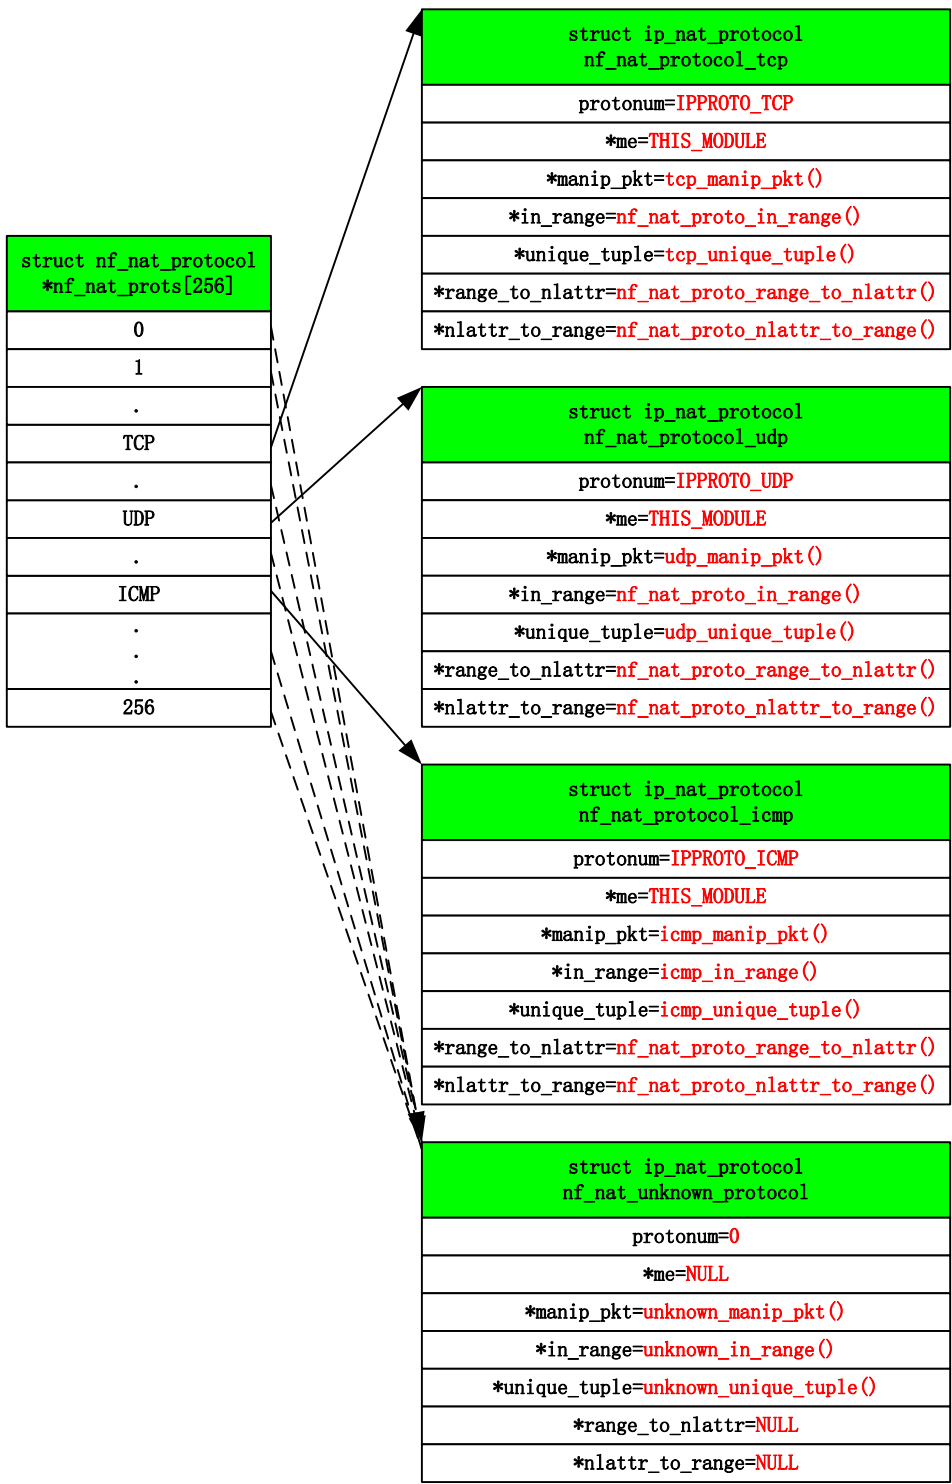 struct nf_nat_protocol
*nf_nat_prots[256]
0
1
.
TCP
.
UDP
.
ICMP
.
.
.
256
struct ip_nat_protocol
nf_nat_protocol_tcp
protonum=IPPROTO_TCP
*me=THIS_MODULE
*manip_pkt=tcp_manip_pkt()
*in_range=nf_nat_proto_in_range()
*unique_tuple=tcp_unique_tuple()
*range_to_nlattr=nf_nat_proto_range_to_nlattr()
*nlattr_to_range=nf_nat_proto_nlattr_to_range()
struct ip_nat_protocol
nf_nat_protocol_udp
protonum=IPPROTO_UDP
*me=THIS_MODULE
*manip_pkt=udp_manip_pkt()
*in_range=nf_nat_proto_in_range()
*unique_tuple=udp_unique_tuple()
*range_to_nlattr=nf_nat_proto_range_to_nlattr()
*nlattr_to_range=nf_nat_proto_nlattr_to_range()
struct ip_nat_protocol
nf_nat_protocol_icmp
protonum=IPPROTO_ICMP
*me=THIS_MODULE
*manip_pkt=icmp_manip_pkt()
*in_range=icmp_in_range()
*unique_tuple=icmp_unique_tuple()
*range_to_nlattr=nf_nat_proto_range_to_nlattr()
*nlattr_to_range=nf_nat_proto_nlattr_to_range()
struct ip_nat_protocol
nf_nat_unknown_protocol
protonum=0
*me=NULL
*manip_pkt=unknown_manip_pkt()
*in_range=unknown_in_range()
*unique_tuple=unknown_unique_tuple()
*range_to_nlattr=NULL
*nlattr_to_range=NULL